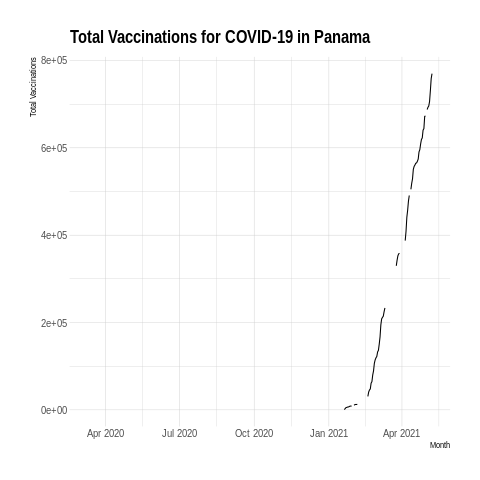 Total Vaccinations for COVID-19 in Panama
Total Vaccinations
8e+05
6e+05
4e+05
2e+05
0e+00
Apr 2020 Jul 2020 Oct 2020 Jan 2021 Apr 2021
Month